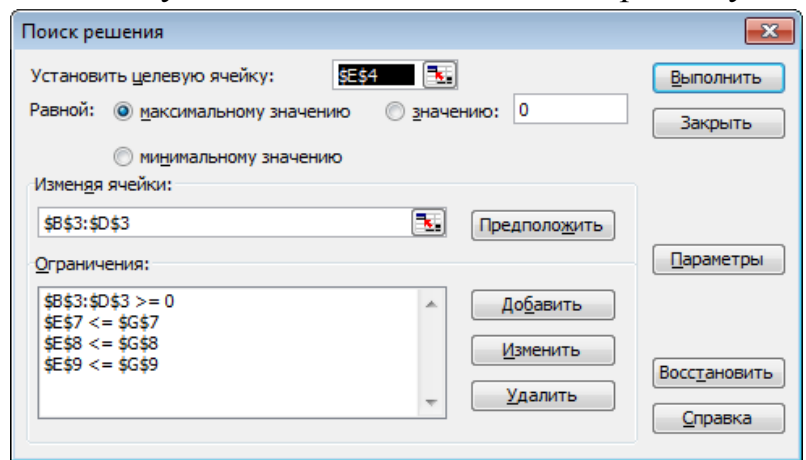 Поиск решения
Установить целевую ячейку: $E$4
Выполнить
Равной: максимальному значению значению: 0
Закрыть
минимальному значению
Изменяя ячейки:
$B$3:$D$3
Предположить
Ограничения:
Параметры
$B$3:$D$3 >= 0
$E$7 <= $G$7
$E$8 <= $G$8
$E$9 <= $G$9
Добавить
Изменить
Удалить
Восстановить
Справка